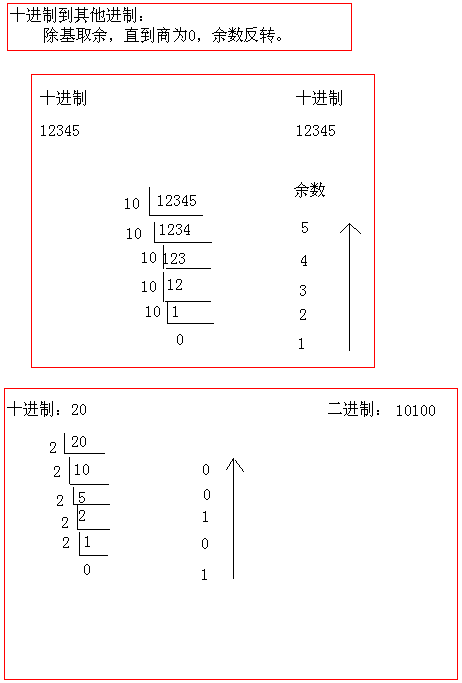 十进制到其他进制：
除基取余，直到商为0，余数反转。
十进制 十进制
12345 12345
余数
10 12345
10 1234 5
10 123 4
10 12 3
10 1 2
0 1
十进制：20 二进制： 10100
2 20
2 10 0
2 5 0
2 2 1
2 1 0
0 1